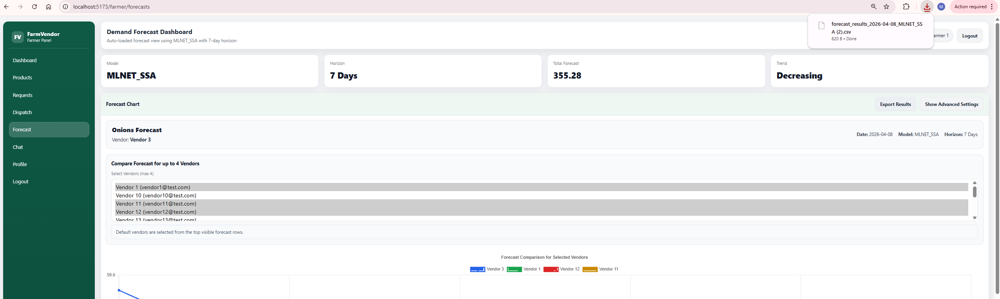 localhost:5173/farmer/forecasts
M
Action required
forecast_results_2026-04-08_MLNET_SS
A (2).csv
820 B • Done
FV
FarmVendor
Farmer Panel
Dashboard
Products
Requests
Dispatch
Forecast
Chat
Profile
Logout
Demand Forecast Dashboard
Auto-loaded forecast view using MLNET_SSA with 7-day horizon
armer 1
Logout
Model
MLNET_SSA
Horizon
7 Days
Total Forecast
355.28
Trend
Decreasing
Forecast Chart
Export Results
Show Advanced Settings
Onions Forecast
Vendor: Vendor 3
Date: 2026-04-08 Model: MLNET_SSA Horizon: 7 Days
Compare Forecast for up to 4 Vendors
Select Vendors (max 4)
Vendor 1 (vendor1@test.com)
Vendor 10 (vendor10@test.com)
Vendor 11 (vendor11@test.com)
Vendor 12 (vendor12@test.com)
Vendor 13 (vendor13@test.com)
Default vendors are selected from the top visible forecast rows.
Forecast Comparison for Selected Vendors
Vendor 3 Vendor 1 Vendor 12 Vendor 11
59.6